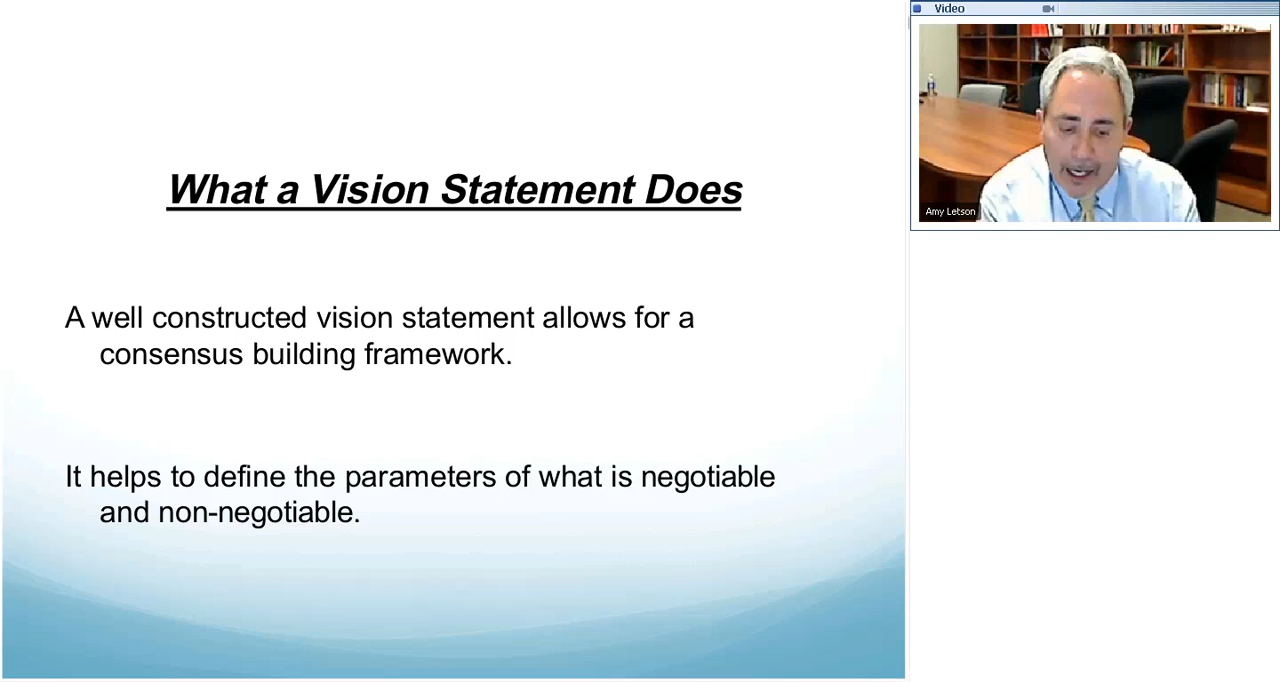 What a Vision Statement Does
A well constructed vision statement allows for a
consensus building framework.
It helps to define the parameters of what is negotiable
and non-negotiable.
Video
Amy Letson